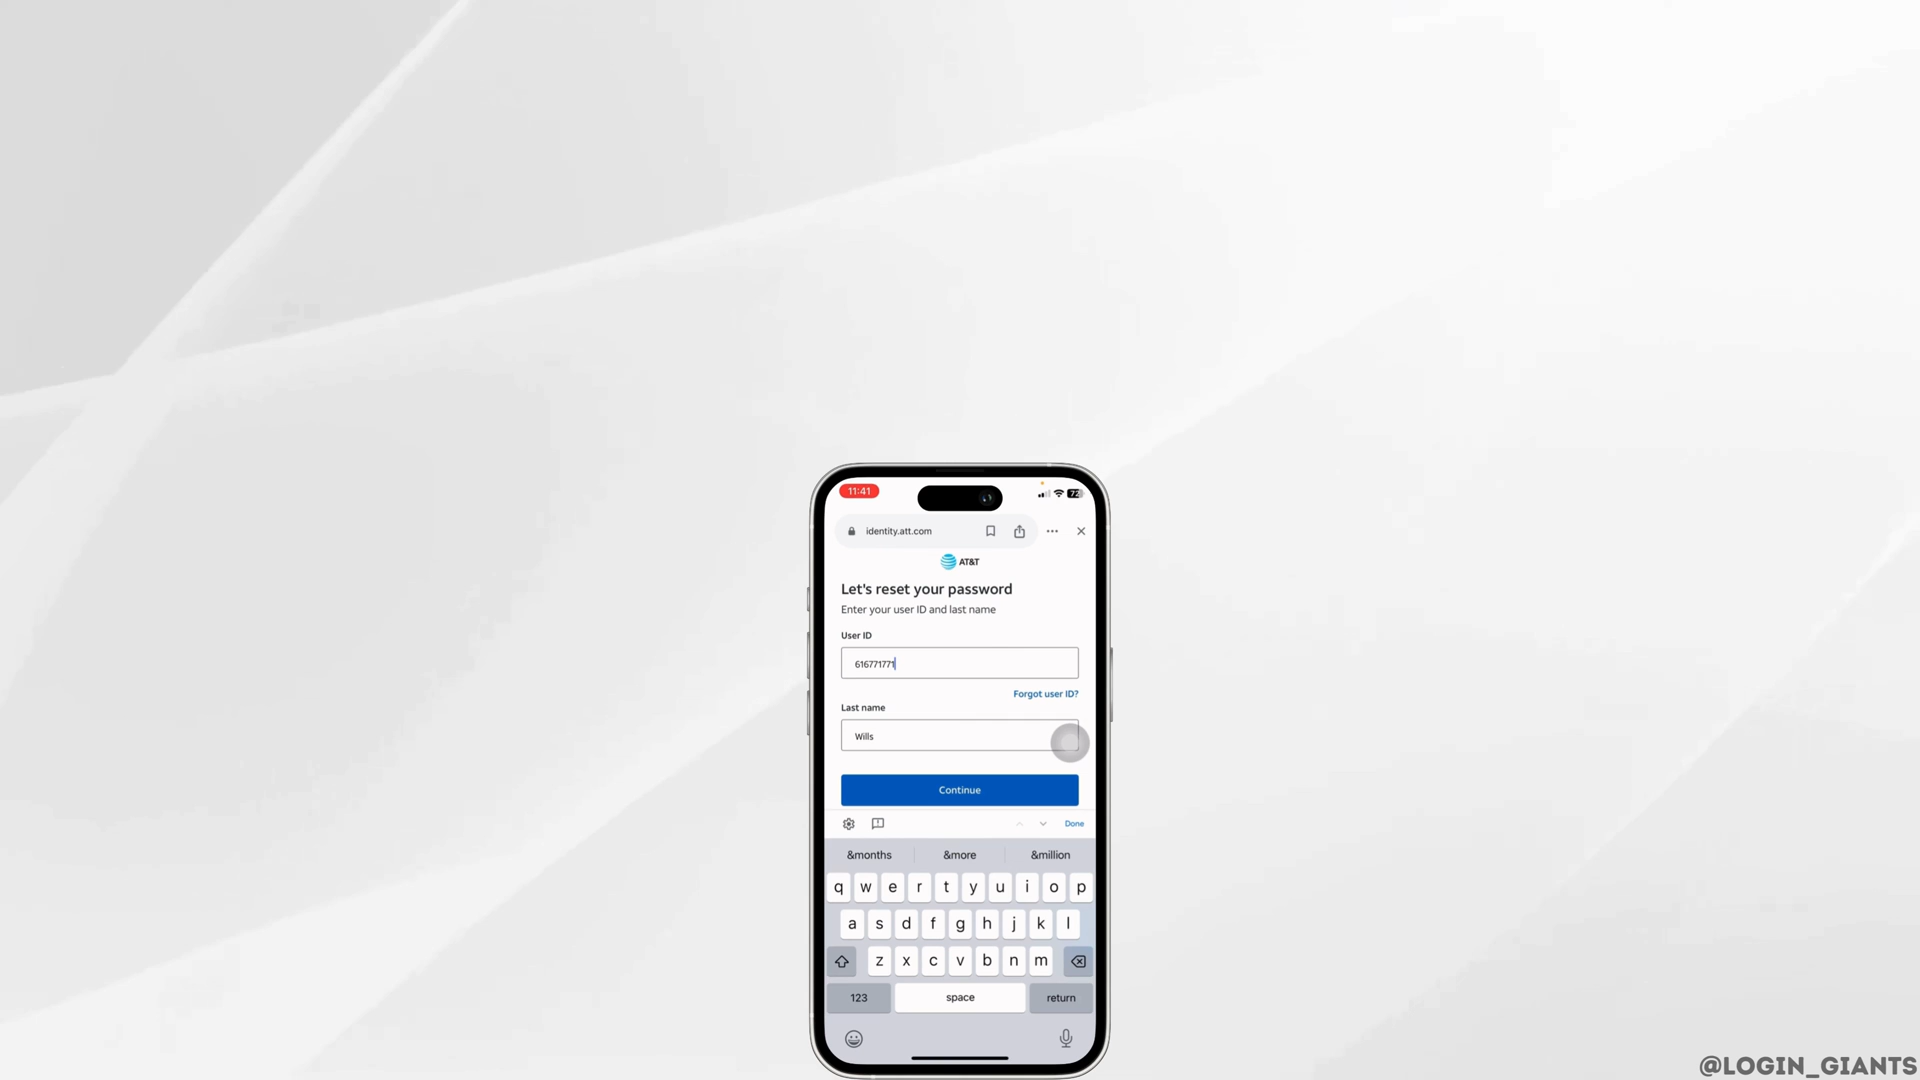 11:41
72
identity.att.com
AT&T
Let's reset your password
Enter your user ID and last name
User ID
616771771
Forgot user ID?
Last name
Wills
Continue
Done
&months &more &million
q w e r t y u i o p
a s d f g h j k l
z x c v b n m
123 space return
@LOGIN_GIANTS